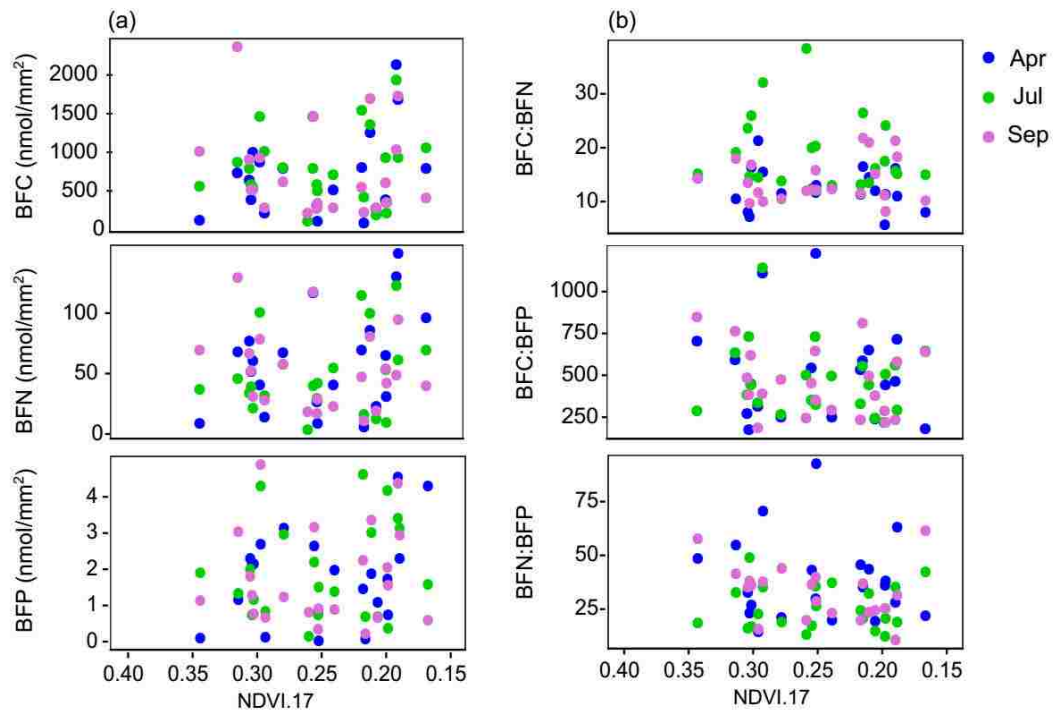 (a)
BFC (nmol/mm²)
2000
1500
1000
500
0
BFN (nmol/mm²)
100
50
0
BFP (nmol/mm²)
4
3
2
1
0
0.40 0.35 0.30 0.25 0.20 0.15
NDVI.17
(b)
BFC:BFN
30
20
10
BFC:BFP
1000
750
500
250
BFN:BFP
75
50
25
0.40 0.35 0.30 0.25 0.20 0.15
NDVI.17
Apr
Jul
Sep